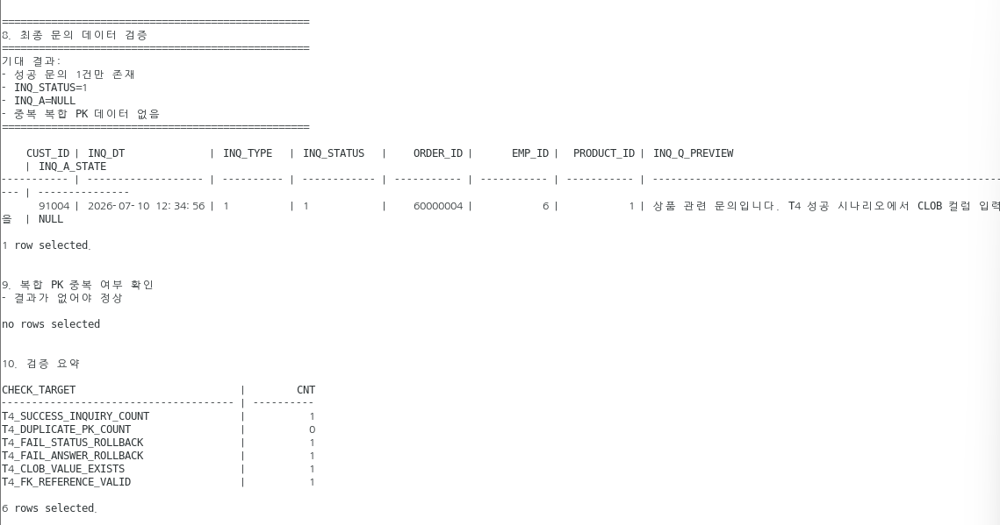 ==================================================
8. 최종 문의 데이터 검증
==================================================
기대 결과:
- 성공 문의 1건만 존재
- INQ_STATUS=1
- INQ_A=NULL
- 중복 복합 PK 데이터 없음
==================================================
CUST_ID | INQ_DT | INQ_TYPE | INQ_STATUS | ORDER_ID | EMP_ID | PRODUCT_ID | INQ_Q_PREVIEW
| INQ_A_STATE
----------- | ------------------- | ---------- | ------------ | ----------- | ----------- | ----------- | ---------------------------------------------------------
--- | ---------------
91004 | 2026-07-10 12:34:56 | 1 | 1 | 60000004 | 6 | 1 | 상품 관련 문의입니다. T4 성공 시나리오에서 CLOB 컬럼 입력
을 | NULL
1 row selected.
9. 복합 PK 중복 여부 확인
- 결과가 없어야 정상
no rows selected
10. 검증 요약
CHECK_TARGET | CNT
-------------------------------------- | ----------
T4_SUCCESS_INQUIRY_COUNT | 1
T4_DUPLICATE_PK_COUNT | 0
T4_FAIL_STATUS_ROLLBACK | 1
T4_FAIL_ANSWER_ROLLBACK | 1
T4_CLOB_VALUE_EXISTS | 1
T4_FK_REFERENCE_VALID | 1
6 rows selected.